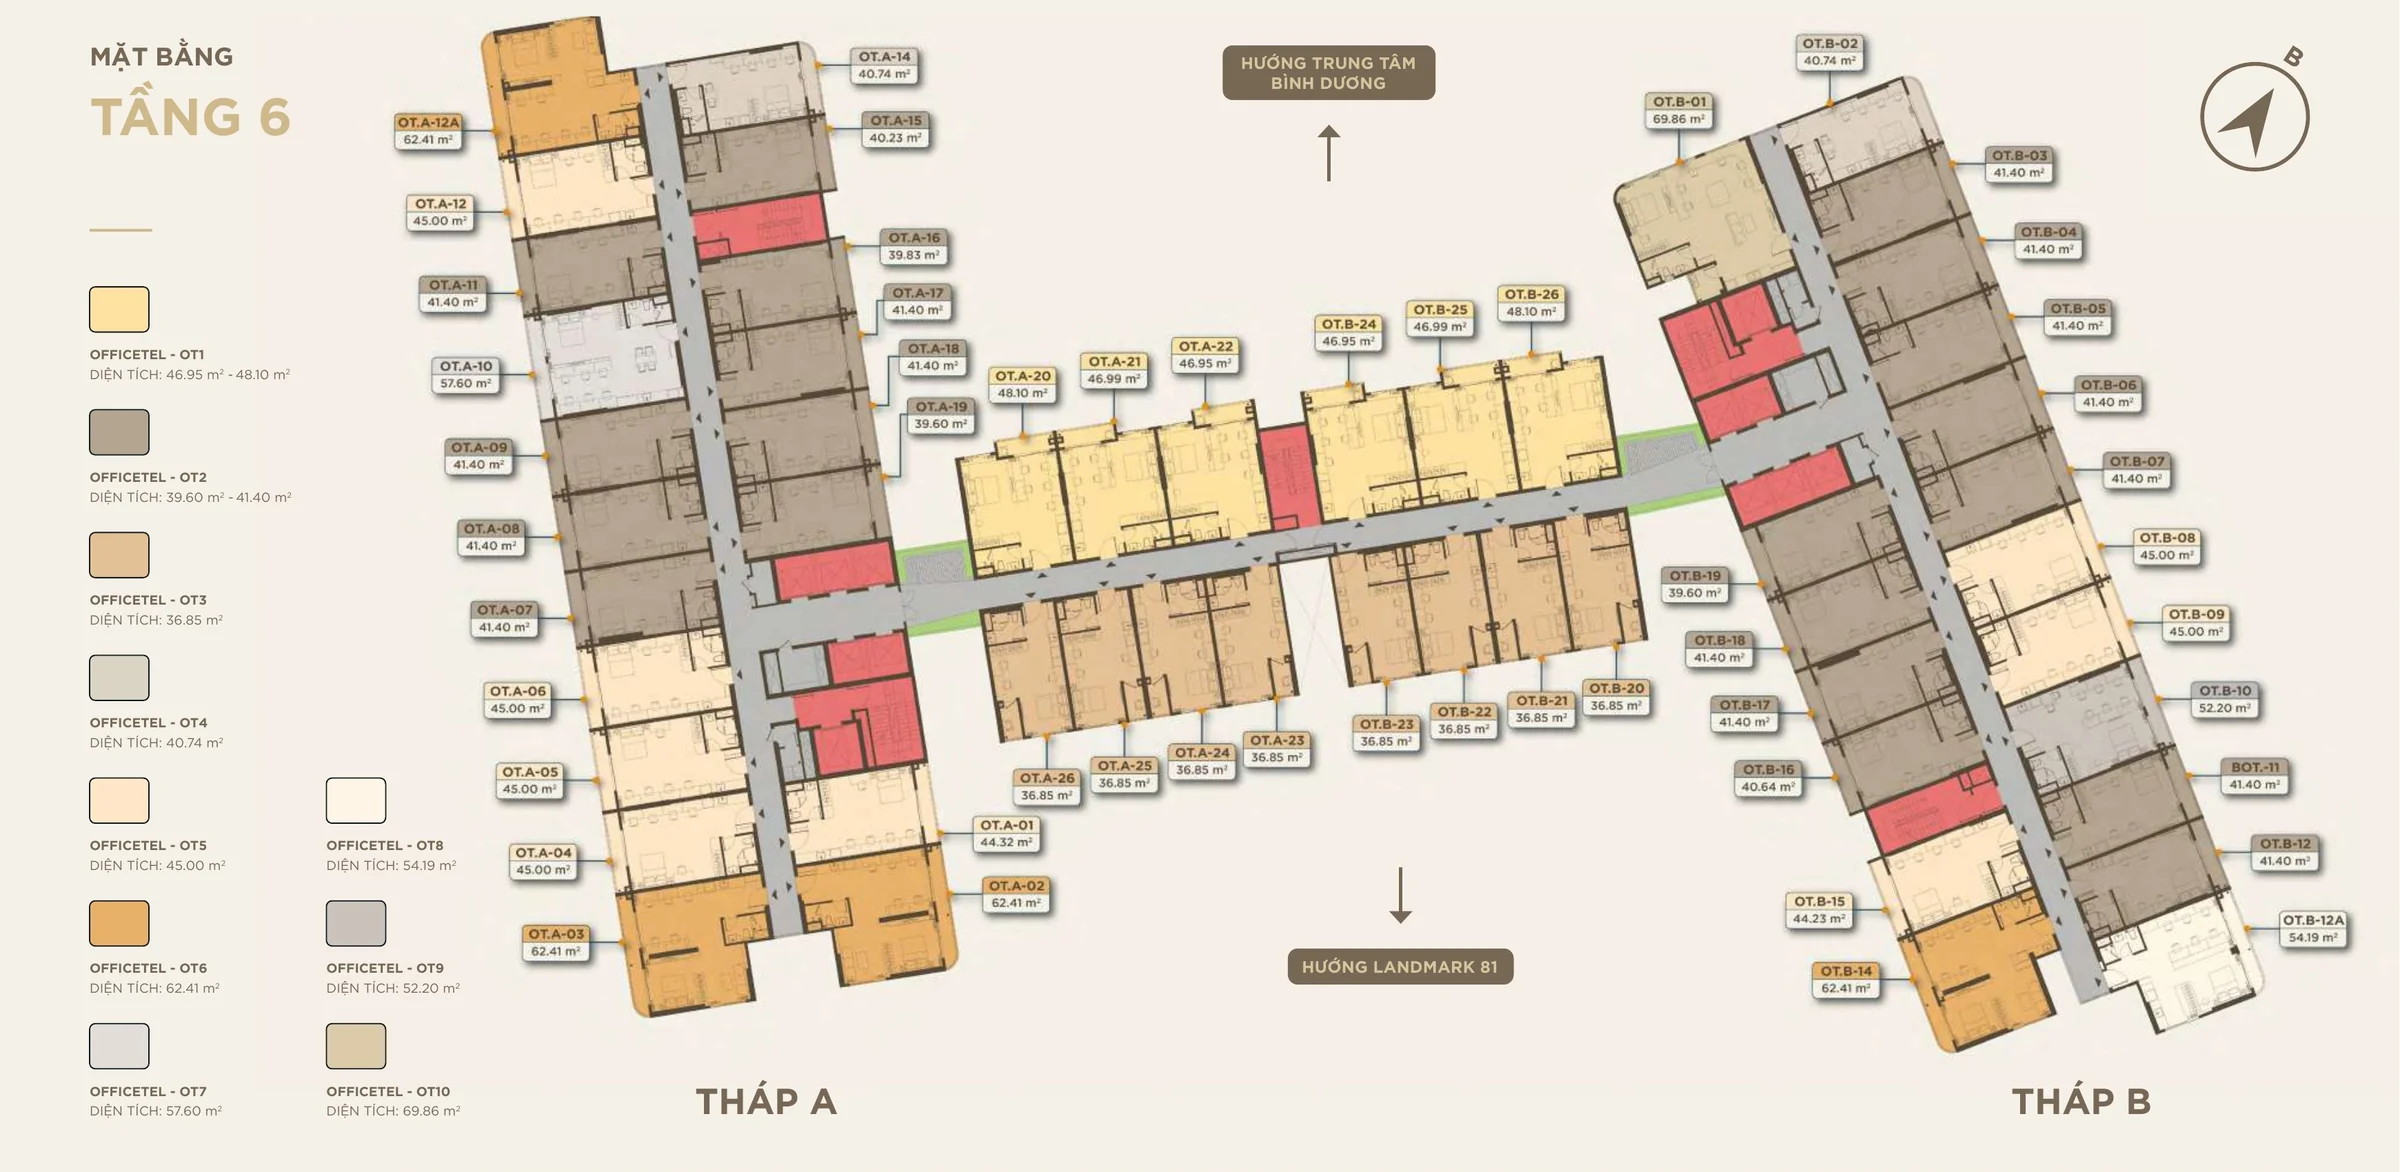 MẶT BẰNG
TẦNG 6
OFFICETEL - OT1
DIỆN TÍCH: 46.95 m² - 48.10 m²
OFFICETEL - OT2
DIỆN TÍCH: 39.60 m² - 41.40 m²
OFFICETEL - OT3
DIỆN TÍCH: 36.85 m²
OFFICETEL - OT4
DIỆN TÍCH: 40.74 m²
OFFICETEL - OT5
DIỆN TÍCH: 45.00 m²
OFFICETEL - OT6
DIỆN TÍCH: 62.41 m²
OFFICETEL - OT7
DIỆN TÍCH: 57.60 m²
OFFICETEL - OT8
DIỆN TÍCH: 54.19 m²
OFFICETEL - OT9
DIỆN TÍCH: 52.20 m²
OFFICETEL - OT10
DIỆN TÍCH: 69.86 m²
OT.A-12A
62.41 m²
OT.A-12
45.00 m²
OT.A-11
41.40 m²
OT.A-10
57.60 m²
OT.A-09
41.40 m²
OT.A-08
41.40 m²
OT.A-07
41.40 m²
OT.A-06
45.00 m²
OT.A-05
45.00 m²
OT.A-04
45.00 m²
OT.A-03
62.41 m²
OT.A-14
40.74 m²
OT.A-15
40.23 m²
OT.A-16
39.83 m²
OT.A-17
41.40 m²
OT.A-18
41.40 m²
OT.A-19
39.60 m²
OT.A-20
48.10 m²
OT.A-21
46.99 m²
OT.A-22
46.95 m²
OT.A-26
36.85 m²
OT.A-25
36.85 m²
OT.A-24
36.85 m²
OT.A-23
36.85 m²
OT.A-01
44.32 m²
OT.A-02
62.41 m²
THÁP A
HƯỚNG TRUNG TÂM
BÌNH DƯƠNG
OT.B-24
46.95 m²
OT.B-25
46.99 m²
OT.B-26
48.10 m²
OT.B-23
36.85 m²
OT.B-22
36.85 m²
OT.B-21
36.85 m²
OT.B-20
36.85 m²
HƯỚNG LANDMARK 81
OT.B-01
69.86 m²
OT.B-02
40.74 m²
B
OT.B-03
41.40 m²
OT.B-04
41.40 m²
OT.B-05
41.40 m²
OT.B-06
41.40 m²
OT.B-07
41.40 m²
OT.B-08
45.00 m²
OT.B-09
45.00 m²
OT.B-10
52.20 m²
BOT.-11
41.40 m²
OT.B-12
41.40 m²
OT.B-12A
54.19 m²
OT.B-19
39.60 m²
OT.B-18
41.40 m²
OT.B-17
41.40 m²
OT.B-16
40.64 m²
OT.B-15
44.23 m²
OT.B-14
62.41 m²
THÁP B